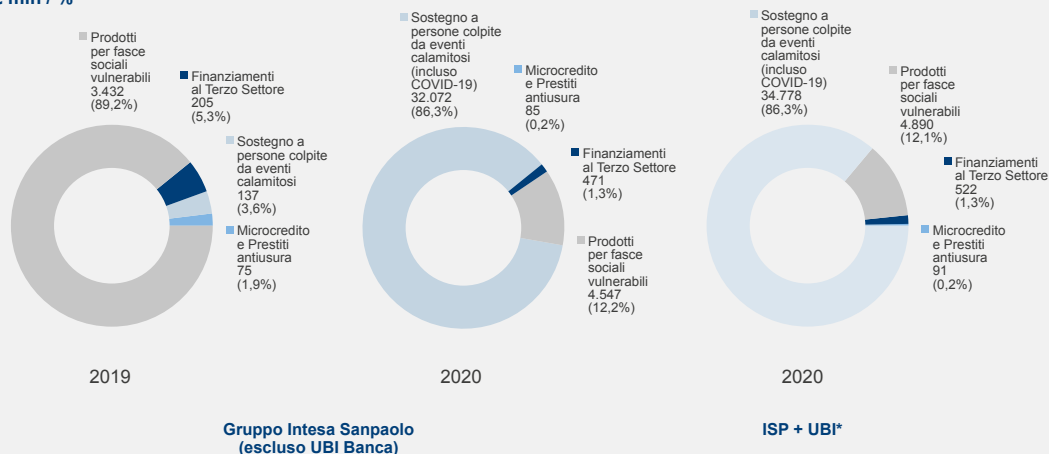 € mln / %
Prodotti
per fasce
sociali
vulnerabili
3.432
(89,2%)
Finanziamenti
al Terzo Settore
205
(5,3%)
Sostegno a
persone colpite
da eventi
calamitosi
137
(3,6%)
Microcredito
e Prestiti
antiusura
75
(1,9%)
2019
Sostegno a
persone colpite
da eventi
calamitosi
(incluso
COVID-19)
32.072
(86,3%)
Microcredito
e Prestiti
antiusura
85
(0,2%)
Finanziamenti
al Terzo Settore
471
(1,3%)
Prodotti
per fasce
sociali
vulnerabili
4.547
(12,2%)
2020
Gruppo Intesa Sanpaolo
(escluso UBI Banca)
Sostegno a
persone colpite
da eventi
calamitosi
(incluso
COVID-19)
34.778
(86,3%)
Prodotti
per fasce
sociali
vulnerabili
4.890
(12,1%)
Finanziamenti
al Terzo Settore
522
(1,3%)
Microcredito
e Prestiti
antiusura
91
(0,2%)
2020
ISP + UBI*